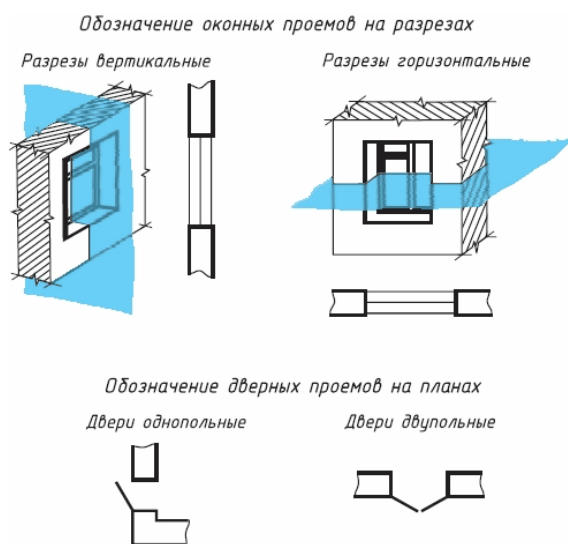 Обозначение оконных проемов на разрезах
Разрезы вертикальные
Разрезы горизонтальные
Обозначение дверных проемов на планах
Двери однопольные
Двери двупольные